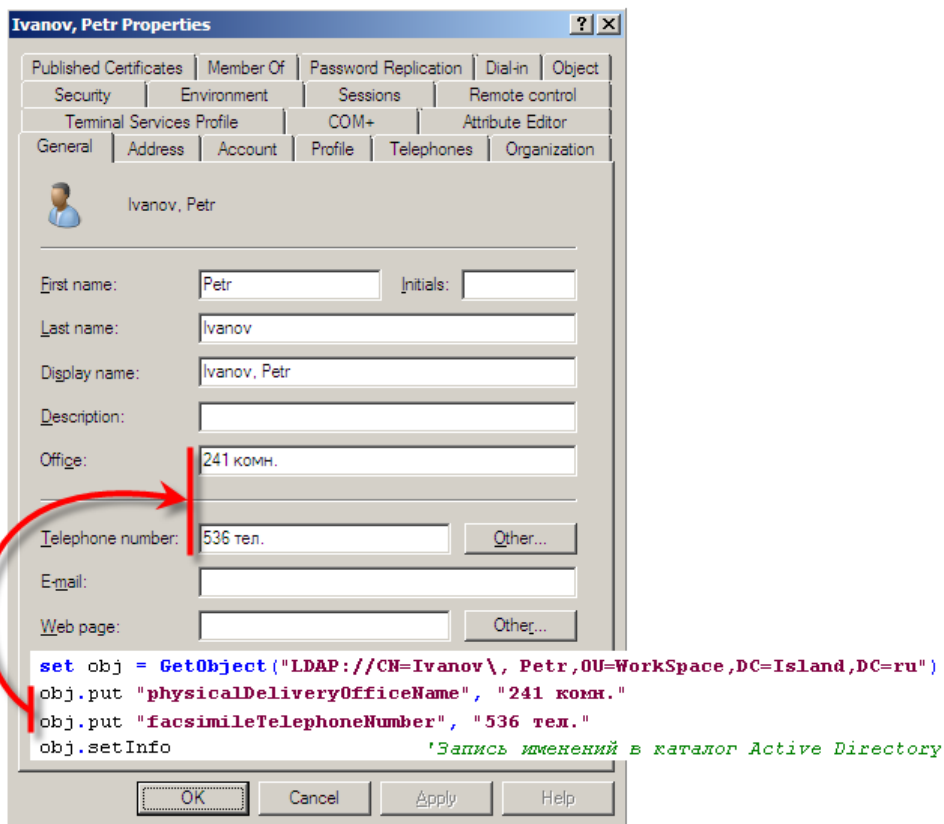 Ivanov, Petr Properties
Published Certificates Member Of Password Replication Dial-in Object
Security Environment Sessions Remote control
Terminal Services Profile COM+ Attribute Editor
General Address Account Profile Telephones Organization
Ivanov, Petr
First name: Petr Initials:
Last name: Ivanov
Display name: Ivanov, Petr
Description:
Office: 241 комн.
Telephone number: 536 тел. Other...
E-mail:
Web page: Other...
set obj = GetObject("LDAP://CN=Ivanov\, Petr,OU=WorkSpace,DC=Island,DC=ru")
obj.put "physicalDeliveryOfficeName", "241 комн."
obj.put "facsimileTelephoneNumber", "536 тел."
obj.setInfo 'Запись именений в каталог Active Directory
OK Cancel Apply Help